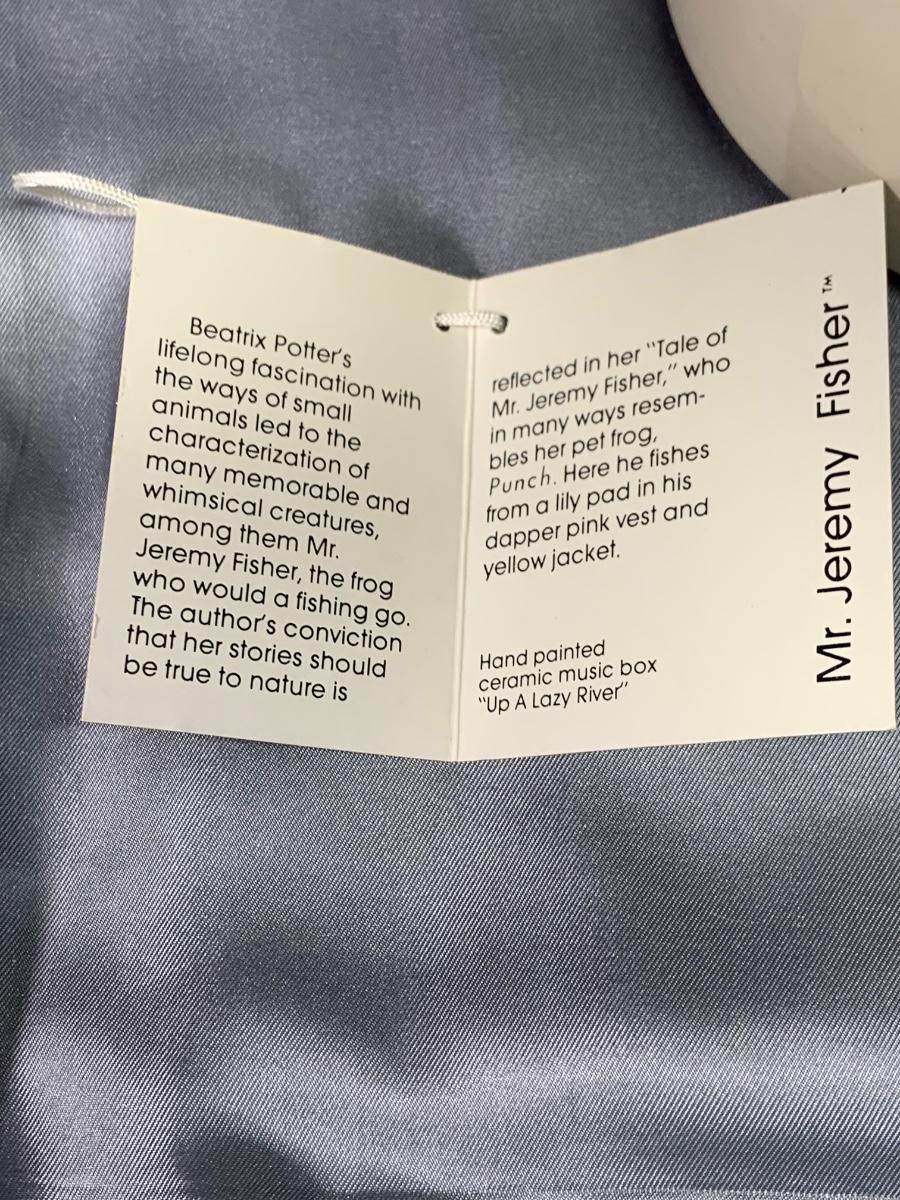 Beatrix Potter's
lifelong fascination with
the ways of small
animals led to the
characterization of
many memorable and
whimsical creatures,
among them Mr.
Jeremy Fisher, the frog
who would a fishing go.
The author's conviction
that her stories should
be true to nature is
reflected in her "Tale of
Mr. Jeremy Fisher," who
in many ways resem-
bles her pet frog,
Punch. Here he fishes
from a lily pad in his
dapper pink vest and
yellow jacket.
Hand painted
ceramic music box
"Up A Lazy River"
Mr. Jeremy Fisher™